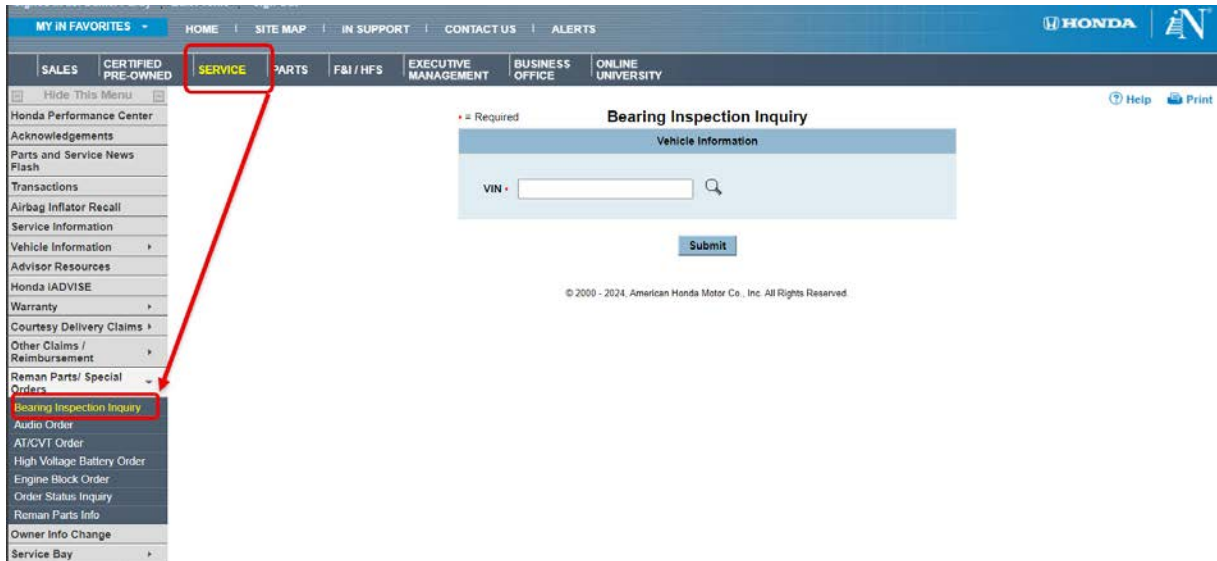 MY iN FAVORITES
HOME
SITE MAP
IN SUPPORT
CONTACT US
ALERTS
HONDA
iN
SALES
CERTIFIED
PRE-OWNED
SERVICE
PARTS
F&I / HFS
EXECUTIVE
MANAGEMENT
BUSINESS
OFFICE
ONLINE
UNIVERSITY
Hide This Menu
Honda Performance Center
Acknowledgements
Parts and Service News
Flash
Transactions
Airbag Inflator Recall
Service Information
Vehicle Information
Advisor Resources
Honda iADVISE
Warranty
Courtesy Delivery Claims
Other Claims /
Reimbursement
Reman Parts/ Special
Orders
Bearing Inspection Inquiry
Audio Order
AT/CVT Order
High Voltage Battery Order
Engine Block Order
Order Status Inquiry
Reman Parts Info
Owner Info Change
Service Bay
Help
Print
• = Required
Bearing Inspection Inquiry
Vehicle Information
VIN •
Submit
© 2000 - 2024, American Honda Motor Co., Inc. All Rights Reserved.